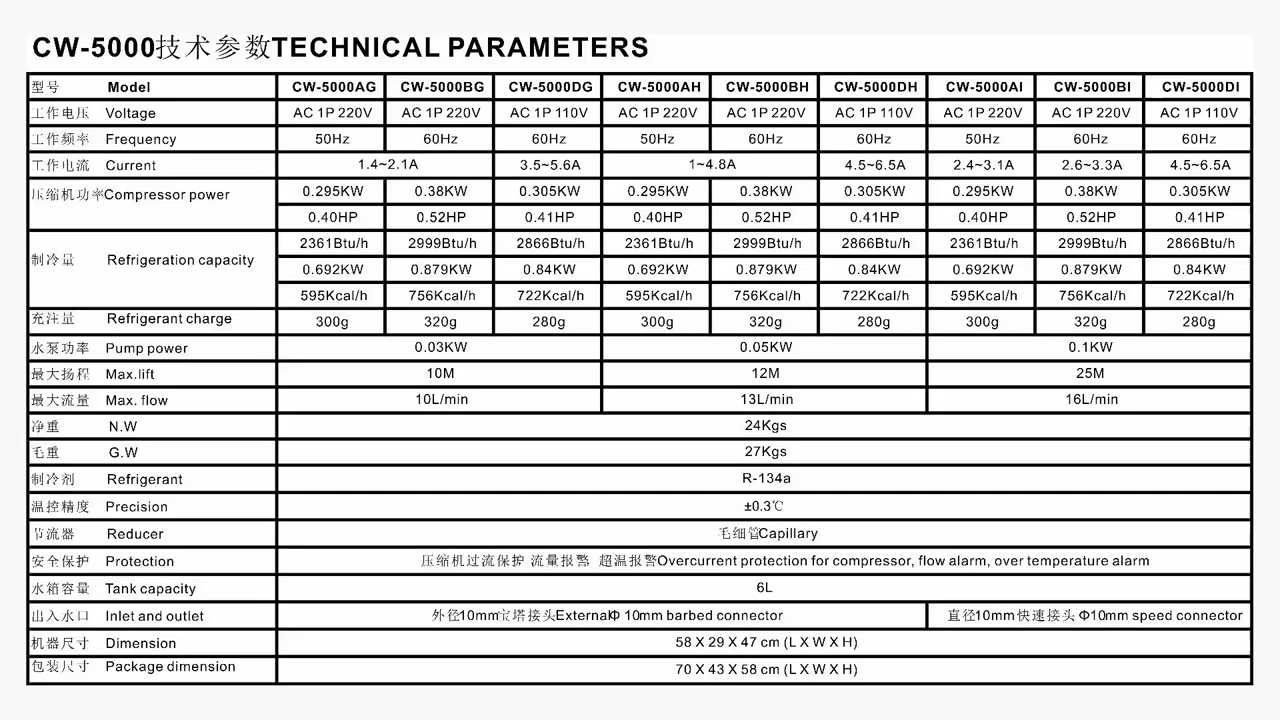 CW-5000技术参数TECHNICAL PARAMETERS
型号 Model CW-5000AG CW-5000BG CW-5000DG CW-5000AH CW-5000BH CW-5000DH CW-5000AI CW-5000BI CW-5000DI
工作电压 Voltage AC 1P 220V AC 1P 220V AC 1P 110V AC 1P 220V AC 1P 220V AC 1P 110V AC 1P 220V AC 1P 220V AC 1P 110V
工作频率 Frequency 50Hz 60Hz 60Hz 50Hz 60Hz 60Hz 50Hz 60Hz 60Hz
工作电流 Current 1.4~2.1A 3.5~5.6A 1~4.8A 4.5~6.5A 2.4~3.1A 2.6~3.3A 4.5~6.5A
压缩机功率Compressor power 0.295KW 0.38KW 0.305KW 0.295KW 0.38KW 0.305KW 0.295KW 0.38KW 0.305KW
0.40HP 0.52HP 0.41HP 0.40HP 0.52HP 0.41HP 0.40HP 0.52HP 0.41HP
制冷量 Refrigeration capacity 2361Btu/h 2999Btu/h 2866Btu/h 2361Btu/h 2999Btu/h 2866Btu/h 2361Btu/h 2999Btu/h 2866Btu/h
0.692KW 0.879KW 0.84KW 0.692KW 0.879KW 0.84KW 0.692KW 0.879KW 0.84KW
595Kcal/h 756Kcal/h 722Kcal/h 595Kcal/h 756Kcal/h 722Kcal/h 595Kcal/h 756Kcal/h 722Kcal/h
充注量 Refrigerant charge 300g 320g 280g 300g 320g 280g 300g 320g 280g
水泵功率 Pump power 0.03KW 0.05KW 0.1KW
最大扬程 Max.lift 10M 12M 25M
最大流量 Max. flow 10L/min 13L/min 16L/min
净重 N.W 24Kgs
毛重 G.W 27Kgs
制冷剂 Refrigerant R-134a
温控精度 Precision ±0.3℃
节流器 Reducer 毛细管Capillary
安全保护 Protection 压缩机过流保护 流量报警 超温报警Overcurrent protection for compressor, flow alarm, over temperature alarm
水箱容量 Tank capacity 6L
出入水口 Inlet and outlet 外径10mm宝塔接头ExternalΦ 10mm barbed connector 直径10mm快速接头 Φ10mm speed connector
机器尺寸 Dimension 58 X 29 X 47 cm (L X W X H)
包装尺寸 Package dimension 70 X 43 X 58 cm (L X W X H)